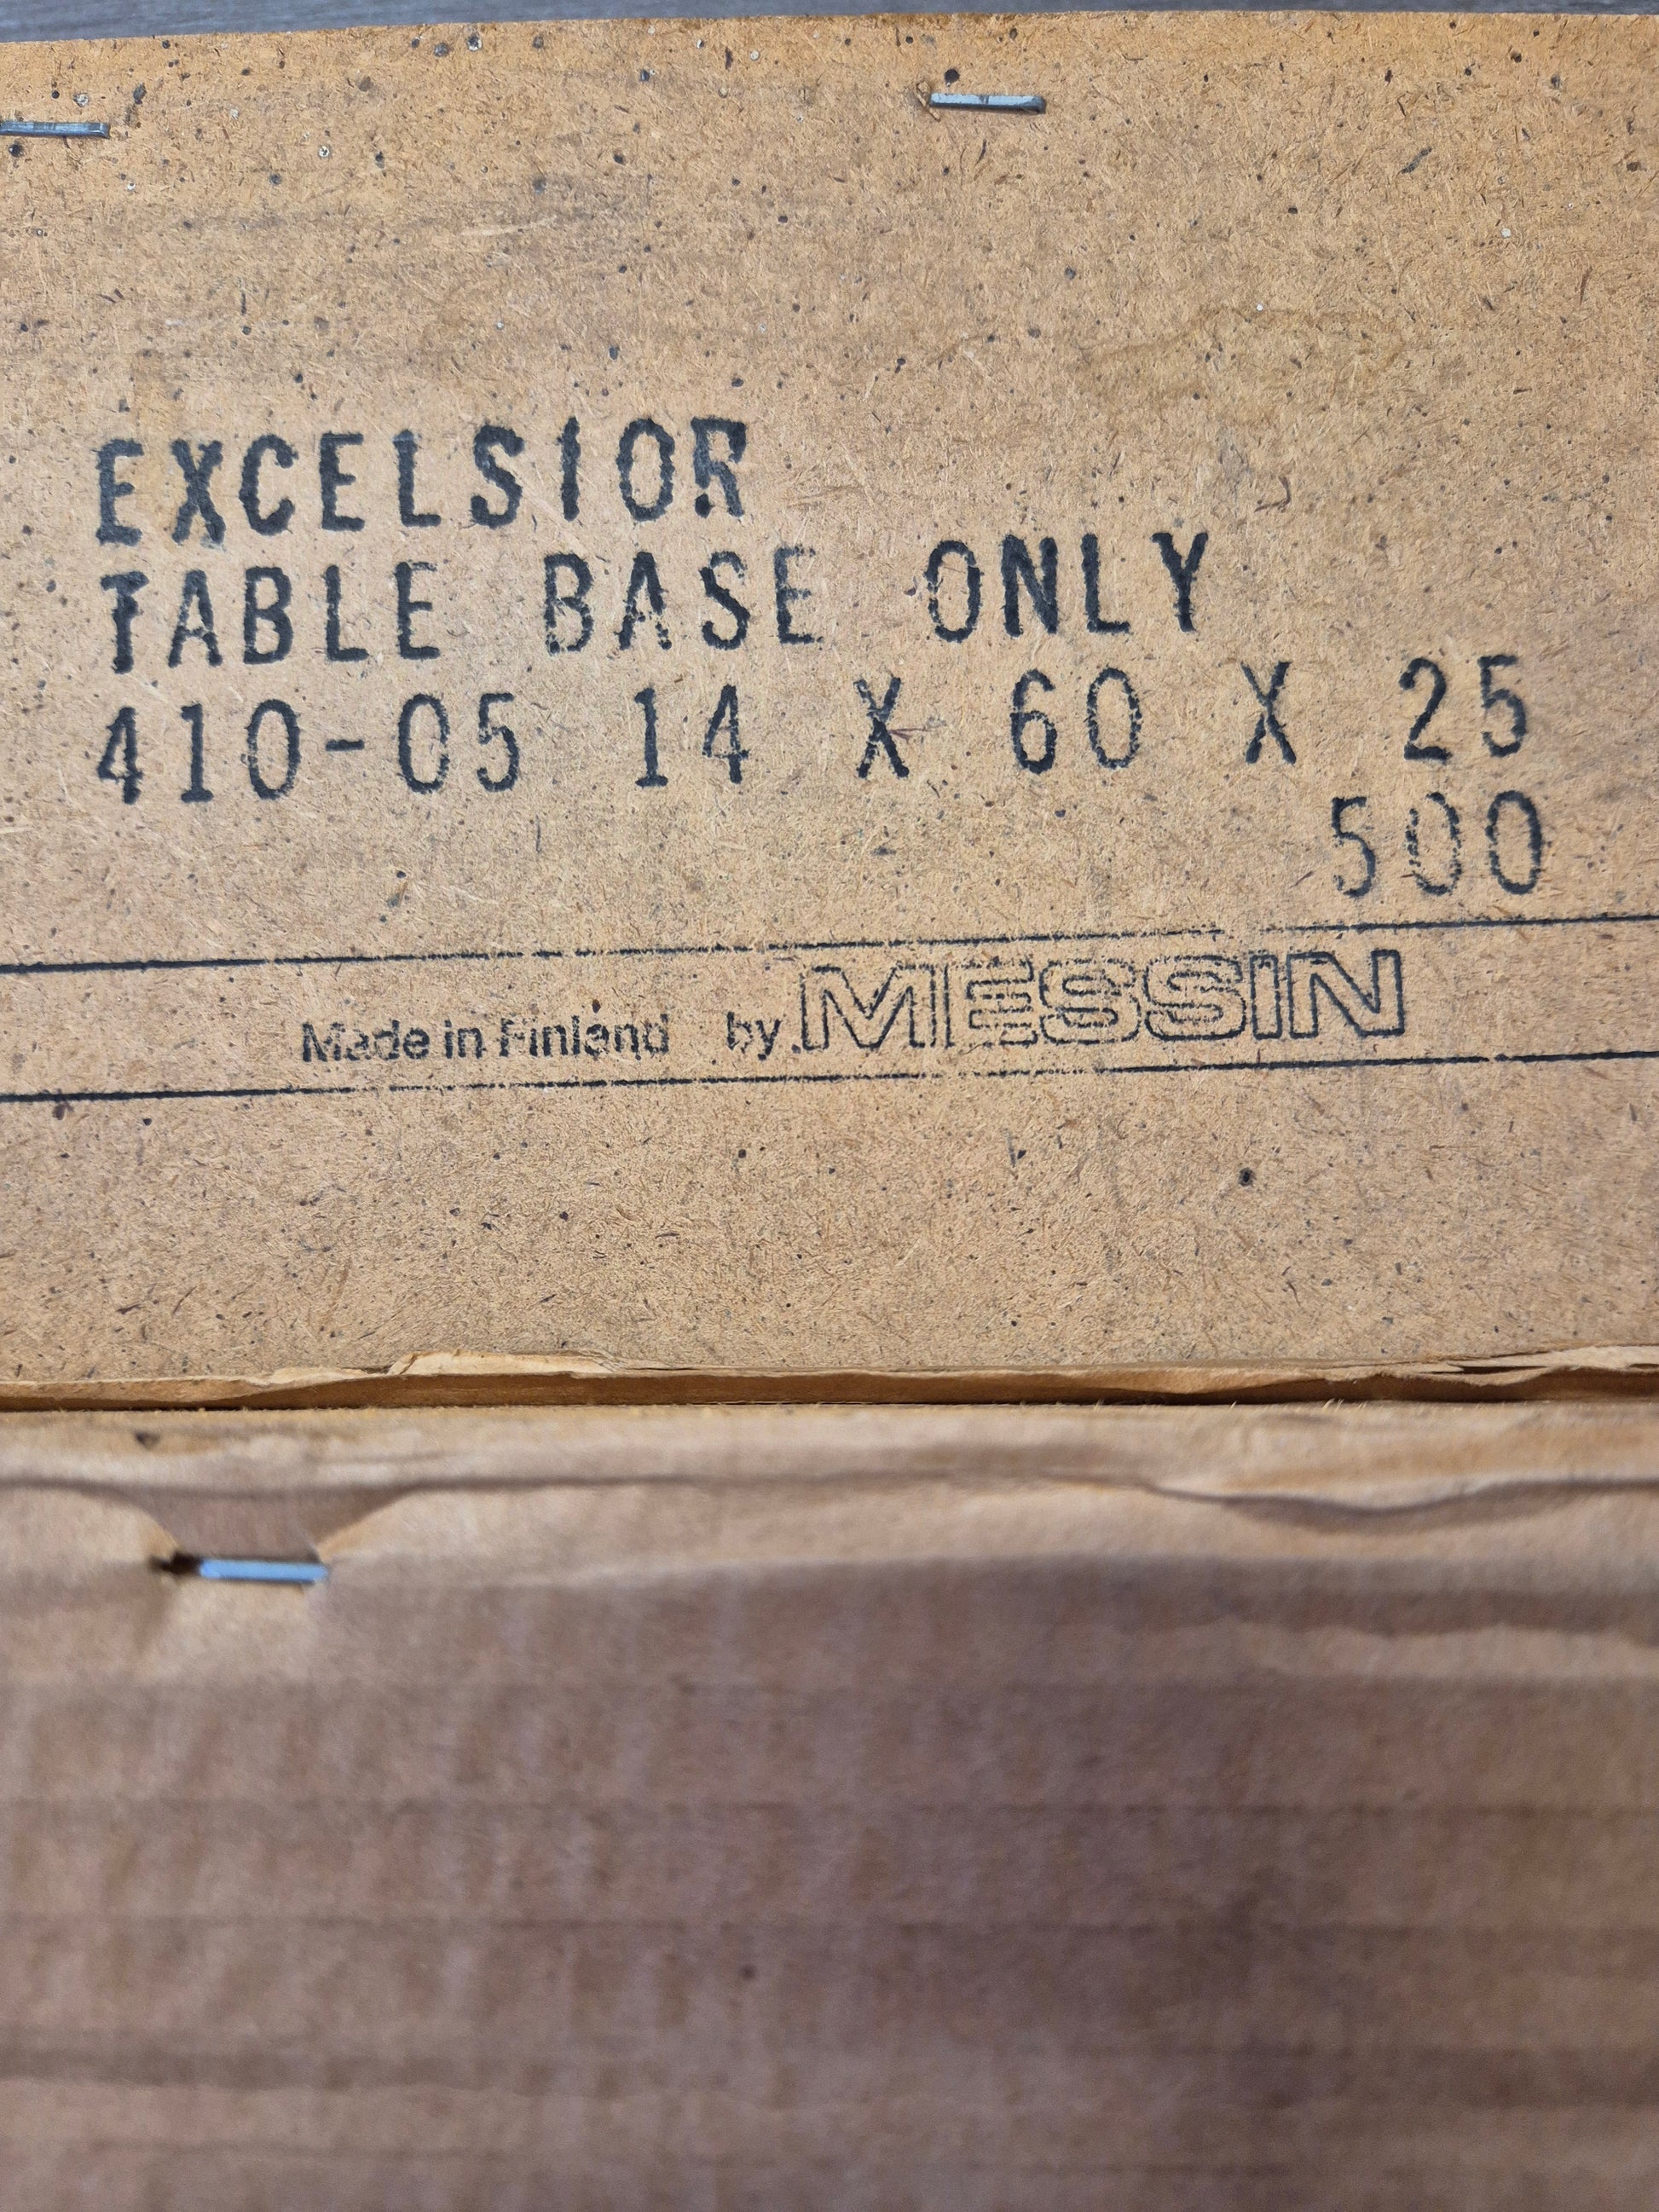 EXCELSIOR
TABLE BASE ONLY
410-05 14 X 60 X 25
500
Made in Finland by MESSIN